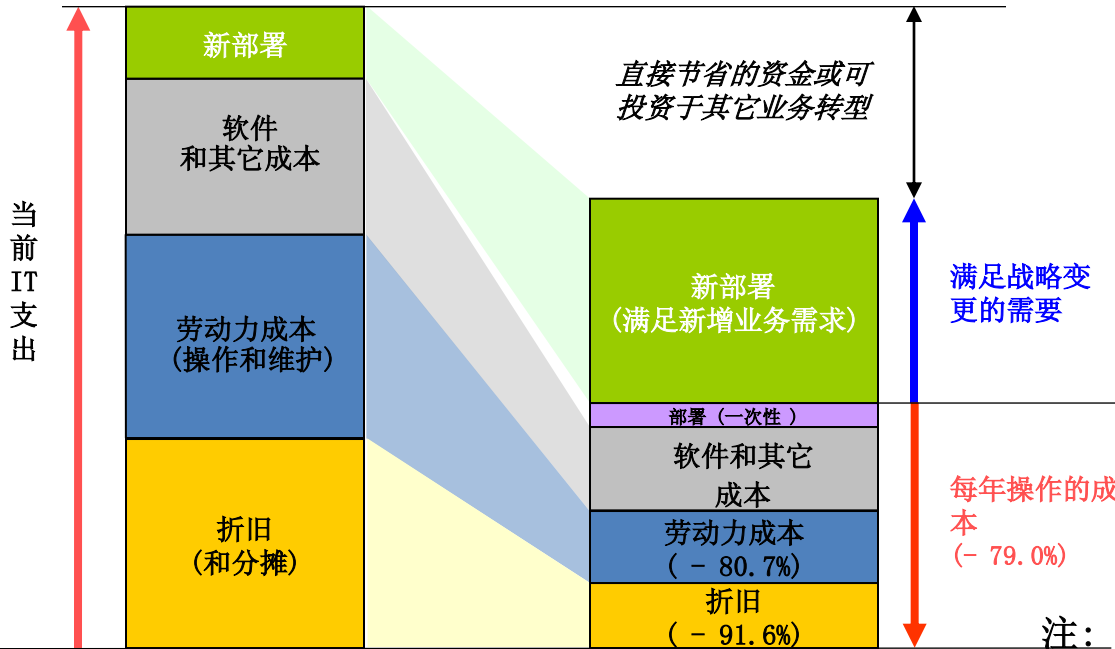 新部署
软件
和其它成本
劳动力成本
(操作和维护)
折旧
(和分摊)
当
前
IT
支
出
直接节省的资金或可
投资于其它业务转型
新部署
(满足新增业务需求)
部署 (一次性 )
软件和其它
成本
劳动力成本
( - 80.7%)
折旧
( - 91.6%)
满足战略变
更的需要
每年操作的成
本
(- 79.0%)
注: